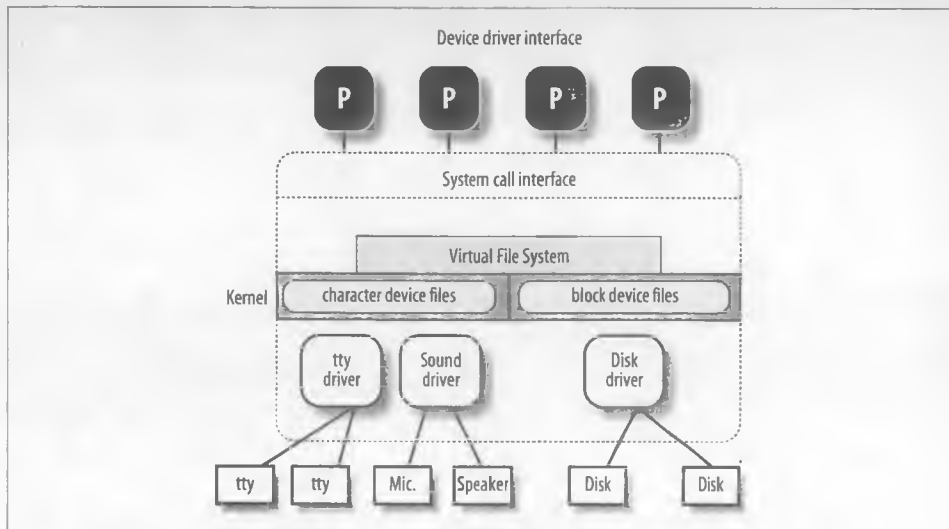 Device driver interface
P P P P
System call interface
Virtual File System
Kernel
character device files block device files
tty driver
Sound driver
Disk driver
tty tty Mic. Speaker Disk Disk